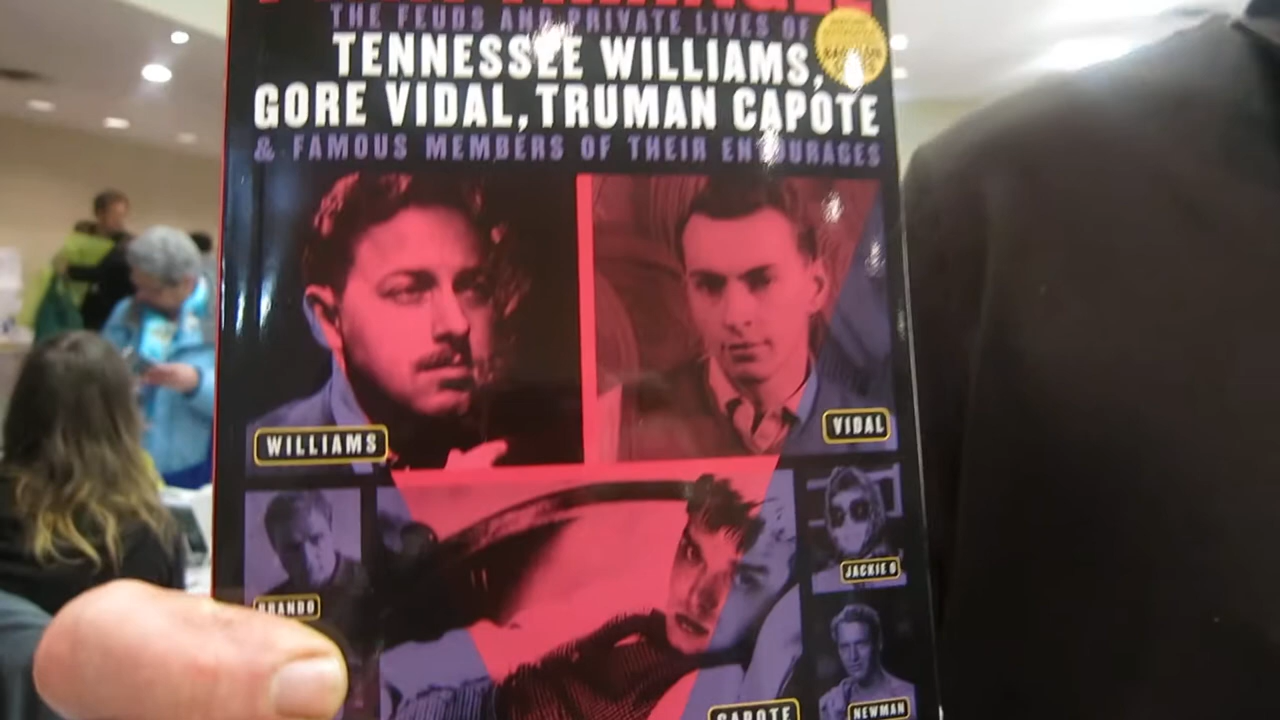 THE FEUDS AND PRIVATE LIVES OF
TENNESSEE WILLIAMS,
GORE VIDAL, TRUMAN CAPOTE
& FAMOUS MEMBERS OF THEIR ENTOURAGES
WILLIAMS
VIDAL
BRANDO
JACKIE O
CAPOTE
NEWMAN